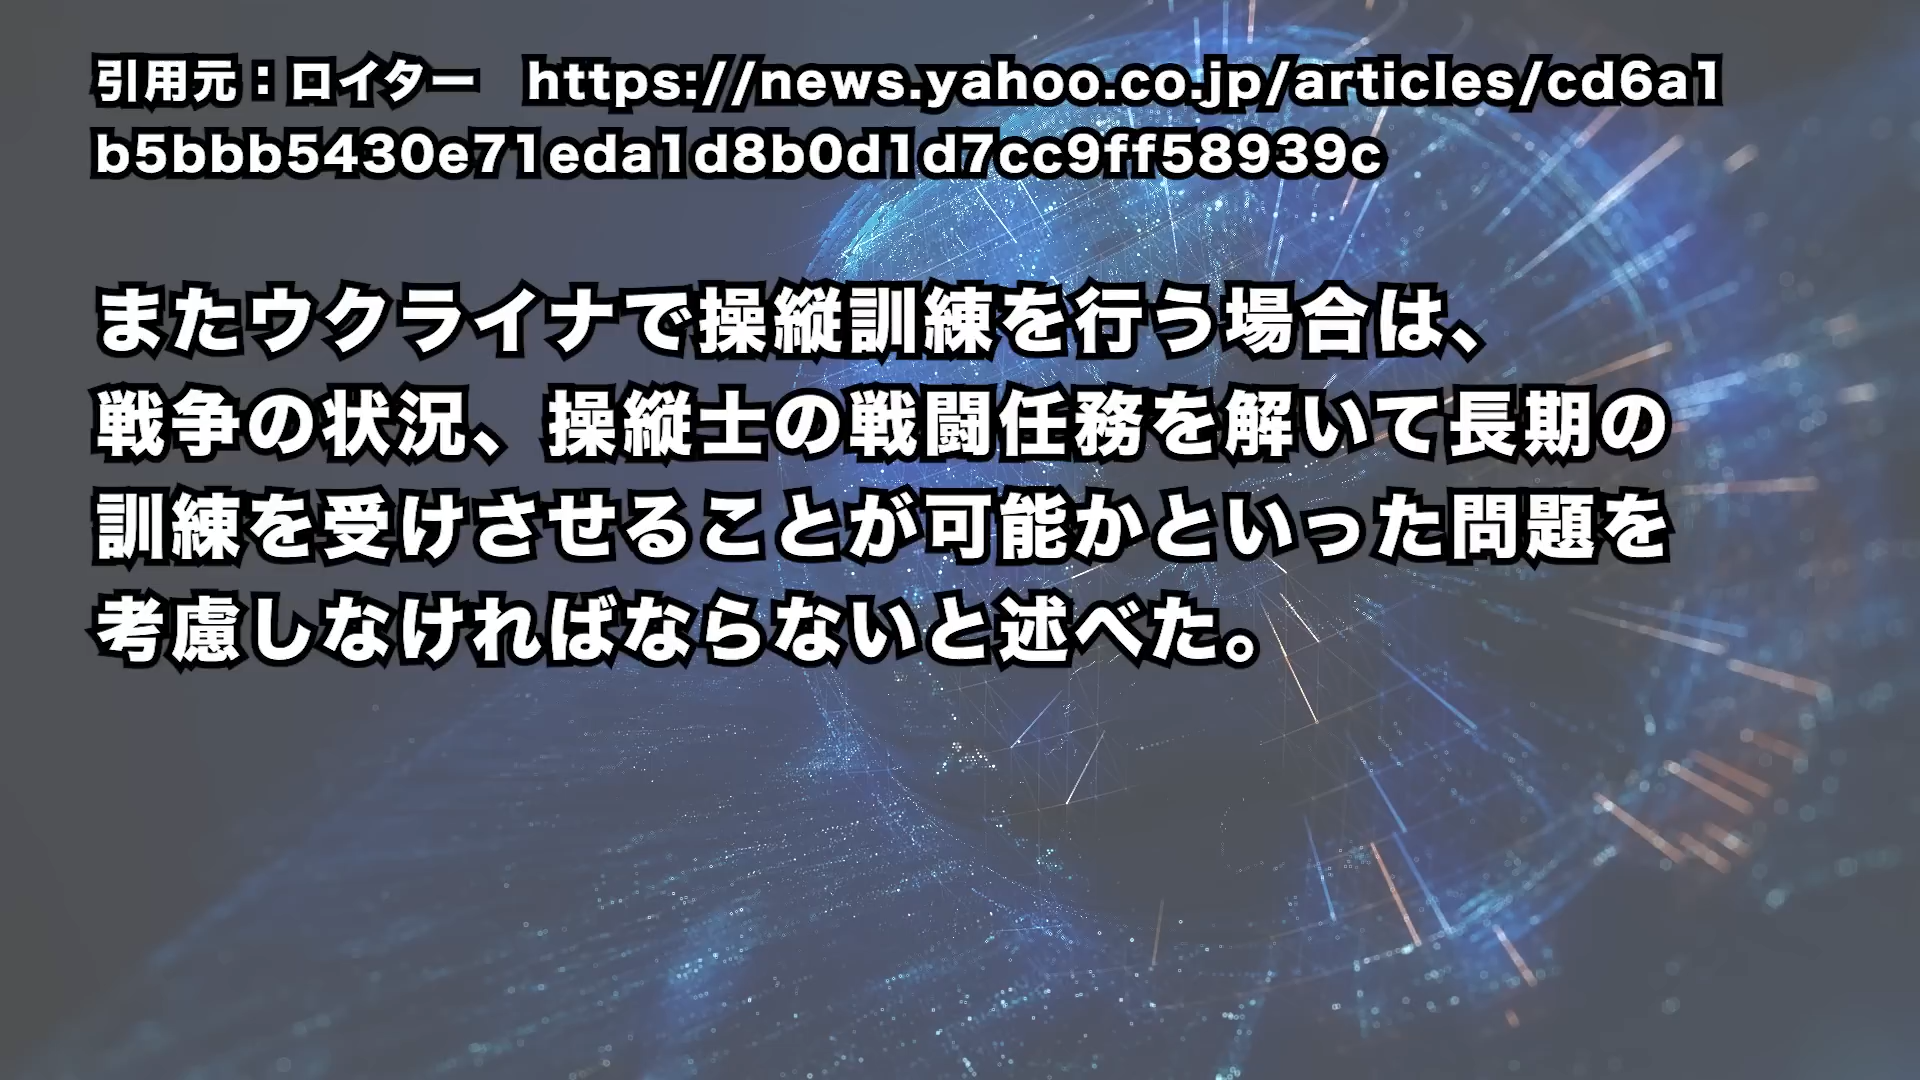 引用元：ロイター　https://news.yahoo.co.jp/articles/cd6a1
b5bbb5430e71eda1d8b0d1d7cc9ff58939c
またウクライナで操縦訓練を行う場合は、
戦争の状況、操縦士の戦闘任務を解いて長期の
訓練を受けさせることが可能かといった問題を
考慮しなければならないと述べた。